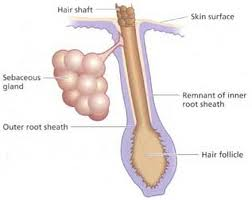 Hair shaft
Skin surface
Sebaceous
gland
Remnant of inner
root sheath
Outer root sheath
Hair follicle